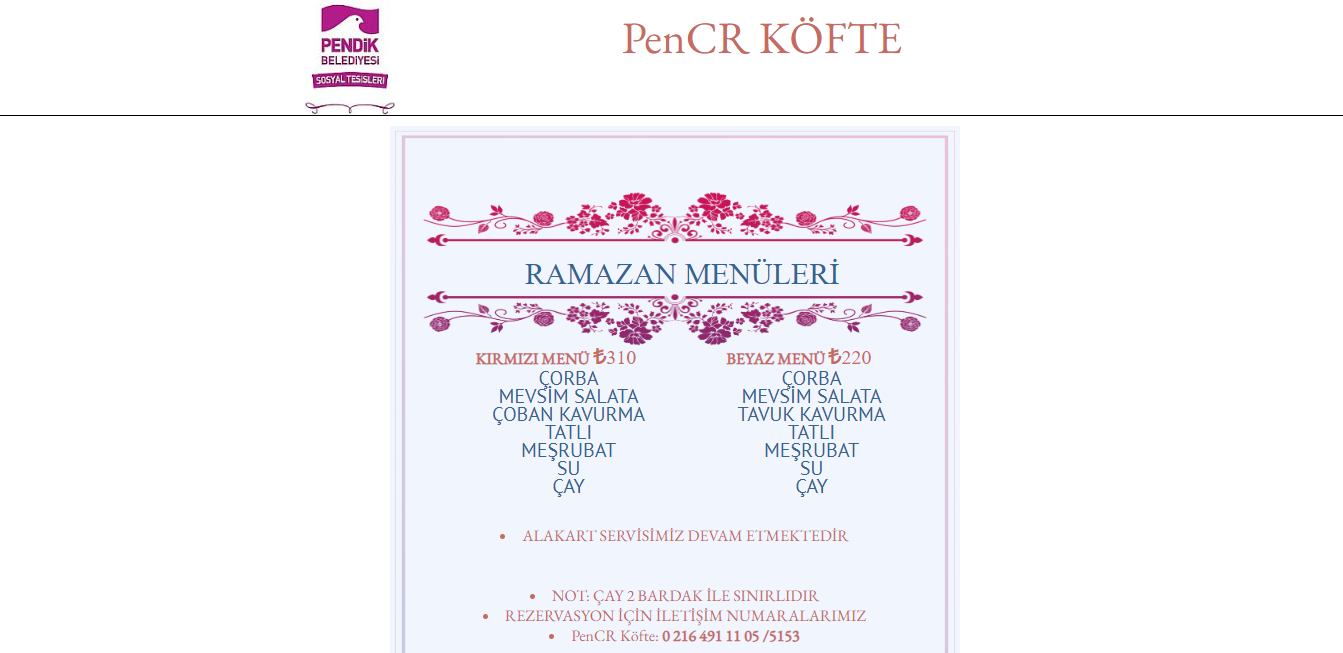 PENDİK
BELEDİYESİ
SOSYAL TESİSLERİ
PenCR KÖFTE
RAMAZAN MENÜLERİ
KIRMIZI MENÜ ₺310
ÇORBA
MEVSİM SALATA
ÇOBAN KAVURMA
TATLI
MEŞRUBAT
SU
ÇAY
BEYAZ MENÜ ₺220
ÇORBA
MEVSİM SALATA
TAVUK KAVURMA
TATLI
MEŞRUBAT
SU
ÇAY
• ALAKART SERVİSİMİZ DEVAM ETMEKTEDİR
• NOT: ÇAY 2 BARDAK İLE SINIRLIDIR
• REZERVASYON İÇİN İLETİŞİM NUMARALARIMIZ
• PenCR Köfte: 0 216 491 11 05 /5153